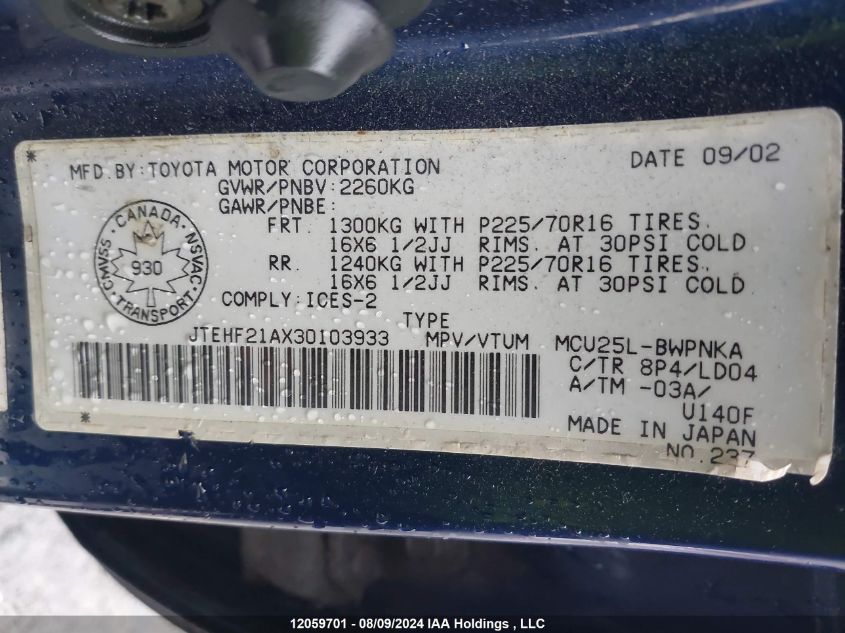 * MFD.BY:TOYOTA MOTOR CORPORATION DATE 09/02
GVWR/PNBV:2260KG
GAWR/PNBE:
FRT. 1300KG WITH P225/70R16 TIRES.
16X6 1/2JJ RIMS. AT 30PSI COLD
RR. 1240KG WITH P225/70R16 TIRES.
16X6 1/2JJ RIMS. AT 30PSI COLD
CANADA · NSVAC · TRANSPORT · CMVSS
930
COMPLY:ICES-2
TYPE
JTEHF21AX30103933 MPV/VTUM MCU25L-BWPNKA
C/TR 8P4/LD04
A/TM -03A/
U140F
* MADE IN JAPAN
NO.237
12059701 - 08/09/2024 IAA Holdings , LLC